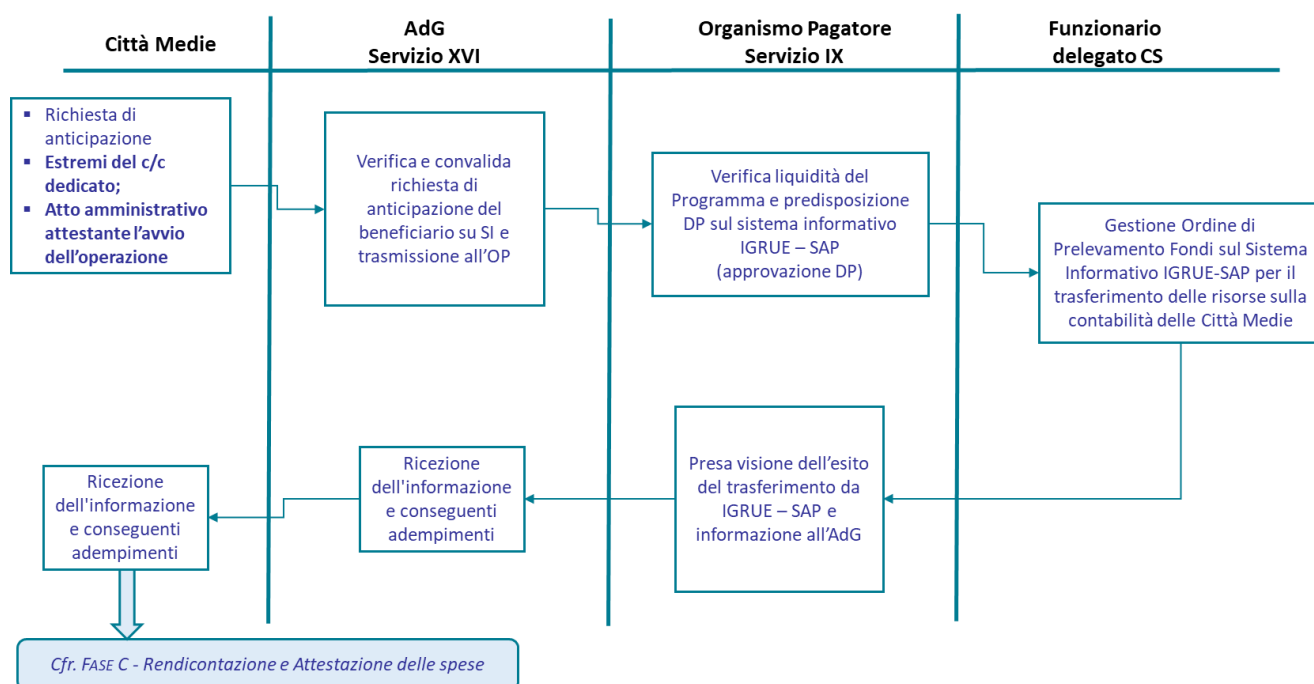 Città Medie
AdG
Servizio XVI
Organismo Pagatore
Servizio IX
Funzionario
delegato CS
▪ Richiesta di
anticipazione
▪ Estremi del c/c
dedicato;
▪ Atto amministrativo
attestante l’avvio
dell’operazione
Verifica e convalida
richiesta di
anticipazione del
beneficiario su SI e
trasmissione all’OP
Verifica liquidità del
Programma e predisposizione
DP sul sistema informativo
IGRUE – SAP
(approvazione DP)
Gestione Ordine di
Prelevamento Fondi sul Sistema
Informativo IGRUE-SAP per il
trasferimento delle risorse sulla
contabilità delle Città Medie
Presa visione dell’esito
del trasferimento da
IGRUE – SAP e
informazione all’AdG
Ricezione
dell'informazione
e conseguenti
adempimenti
Ricezione
dell'informazione
e conseguenti
adempimenti
Cfr. FASE C - Rendicontazione e Attestazione delle spese